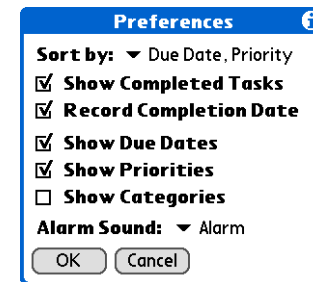 Preferences
Sort by: Due Date, Priority
Show Completed Tasks
Record Completion Date
Show Due Dates
Show Priorities
Show Categories
Alarm Sound: Alarm
OK Cancel